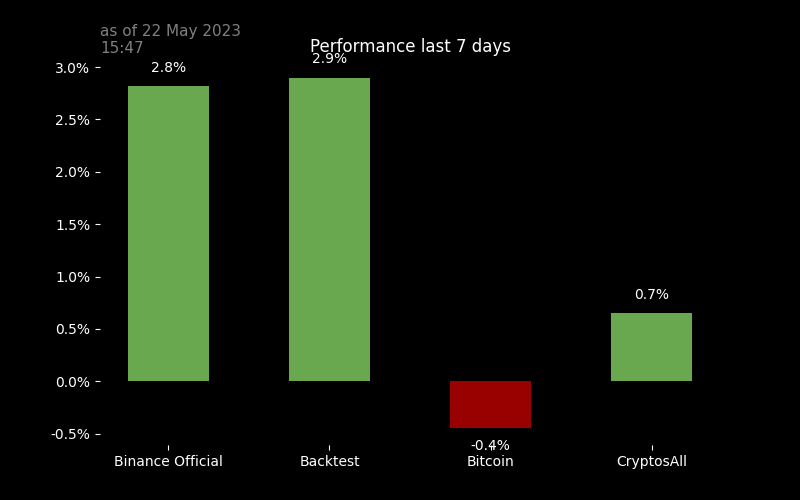 as of 22 May 2023
15:47
Performance last 7 days
3.0%
2.5%
2.0%
1.5%
1.0%
0.5%
0.0%
-0.5%
2.8%
2.9%
-0.4%
0.7%
Binance Official
Backtest
Bitcoin
CryptosAll